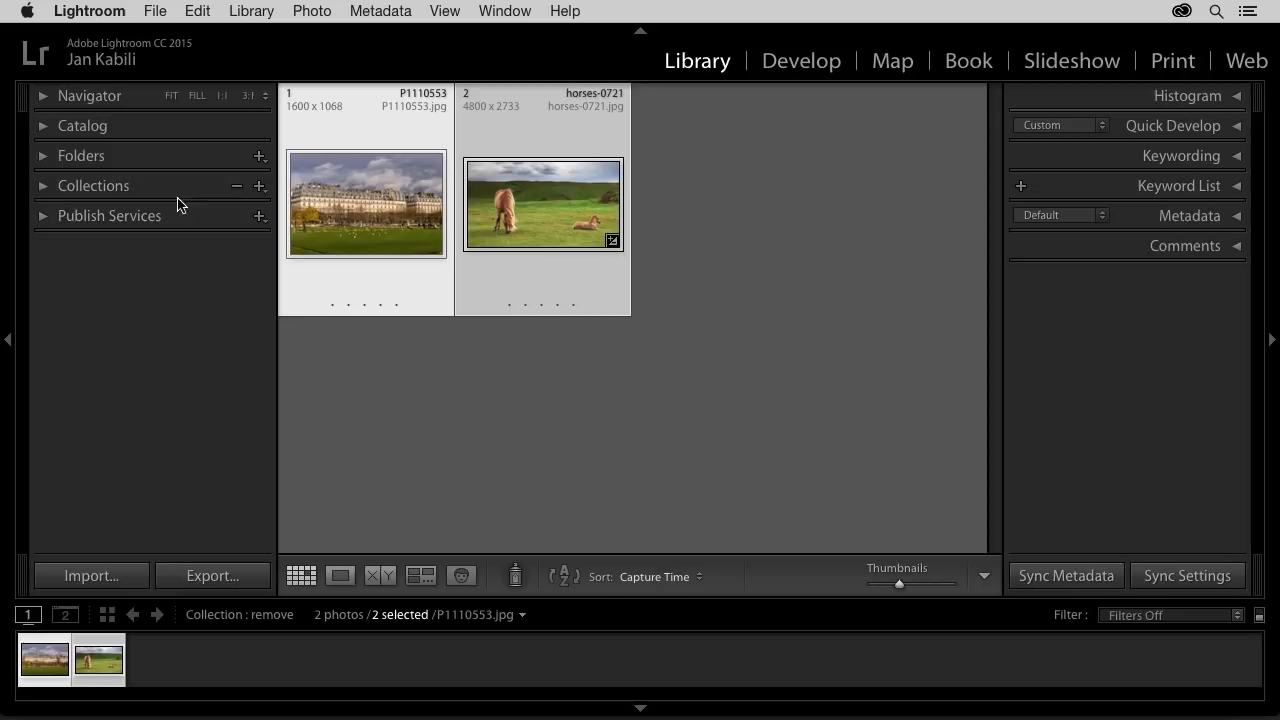 Lightroom File Edit Library Photo Metadata View Window Help
Lr Adobe Lightroom CC 2015
Jan Kabili
Library | Develop | Map | Book | Slideshow | Print | Web
Navigator FIT FILL 1:1 3:1
Catalog
Folders
Collections
Publish Services
Import... Export...
1 P1110553
1600 x 1068 P1110553.jpg
2 horses-0721
4800 x 2733 horses-0721.jpg
Histogram
Custom Quick Develop
Keywording
Keyword List
Default Metadata
Comments
XY AZ Sort: Capture Time Thumbnails
Sync Metadata Sync Settings
1 2 Collection : remove 2 photos / 2 selected / P1110553.jpg Filter : Filters Off